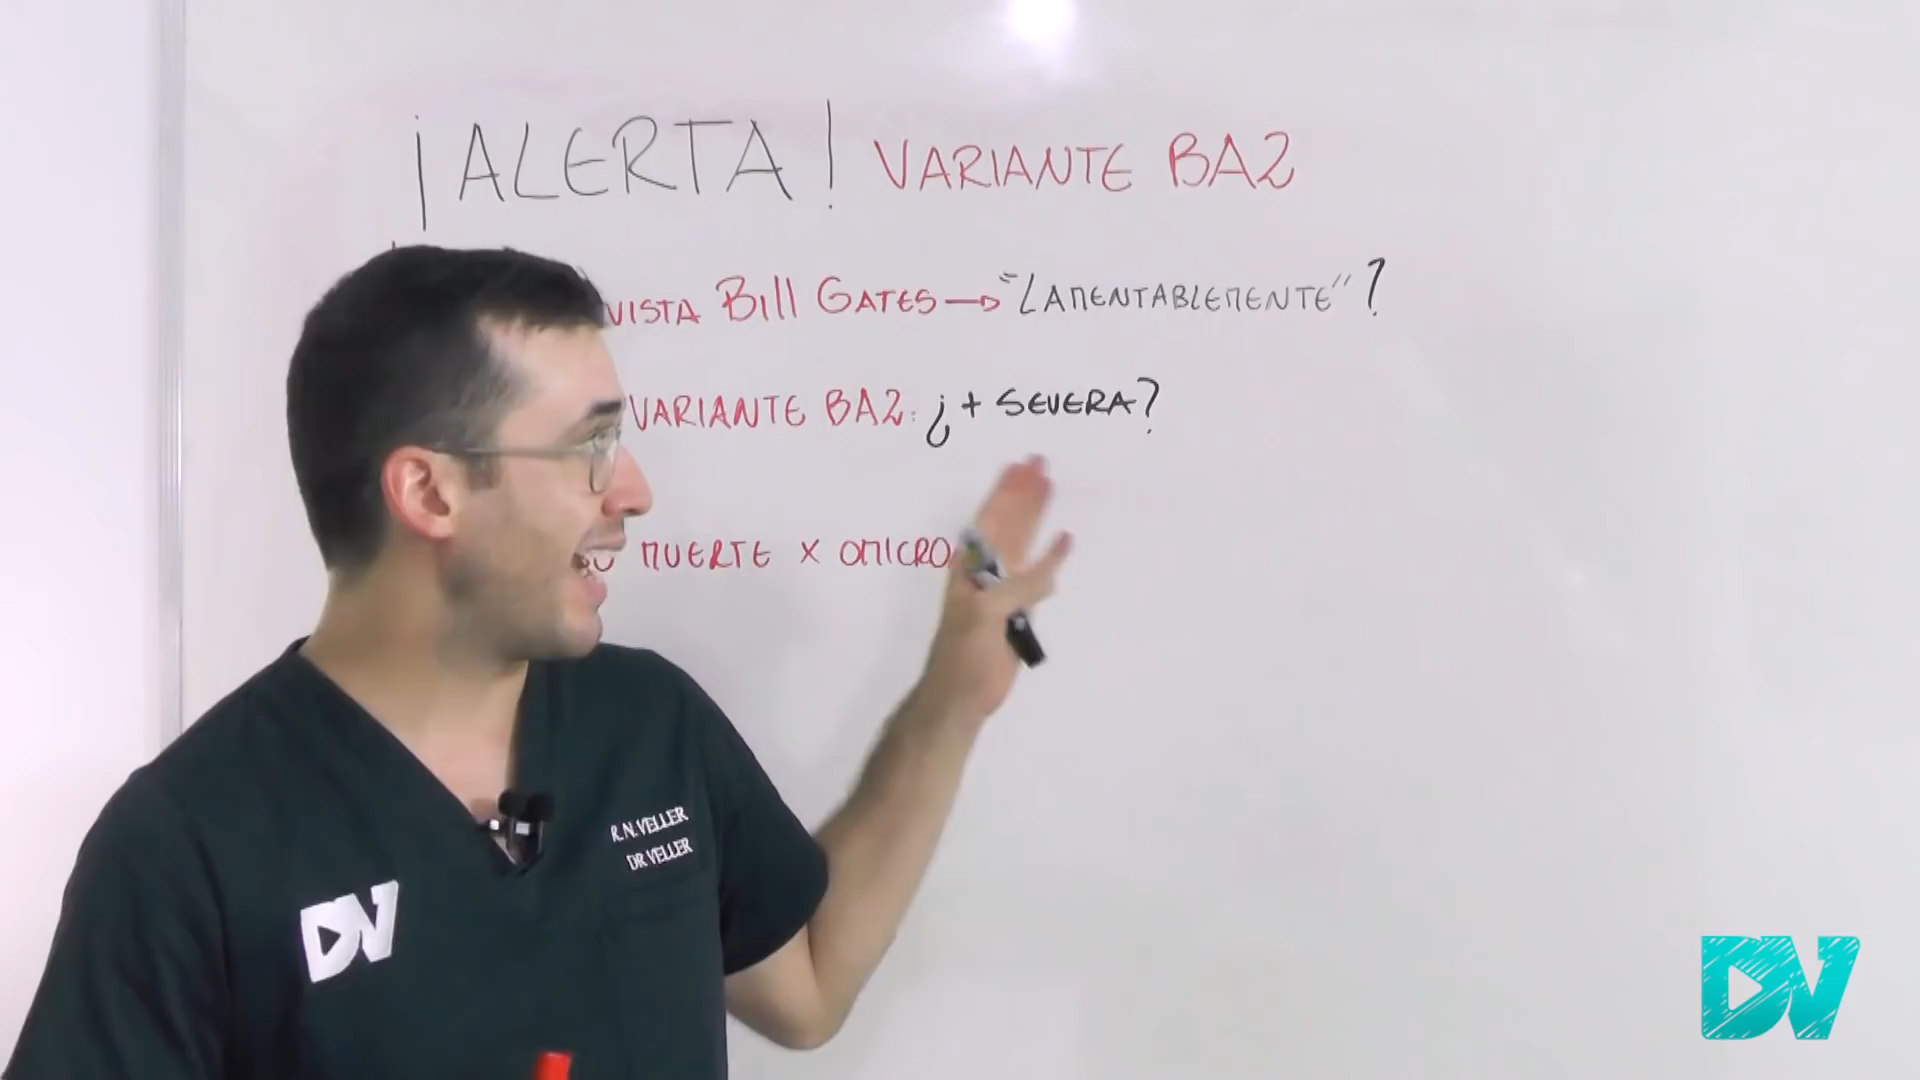 ¡ALERTA! VARIANTE BA2
VISTA Bill GATES → "LAMENTABLEMENTE"?
VARIANTE BA2: ¿+ SEVERA?
MUERTE X OMICRO
R.N. VELLER
DR VELLER
DV
DV